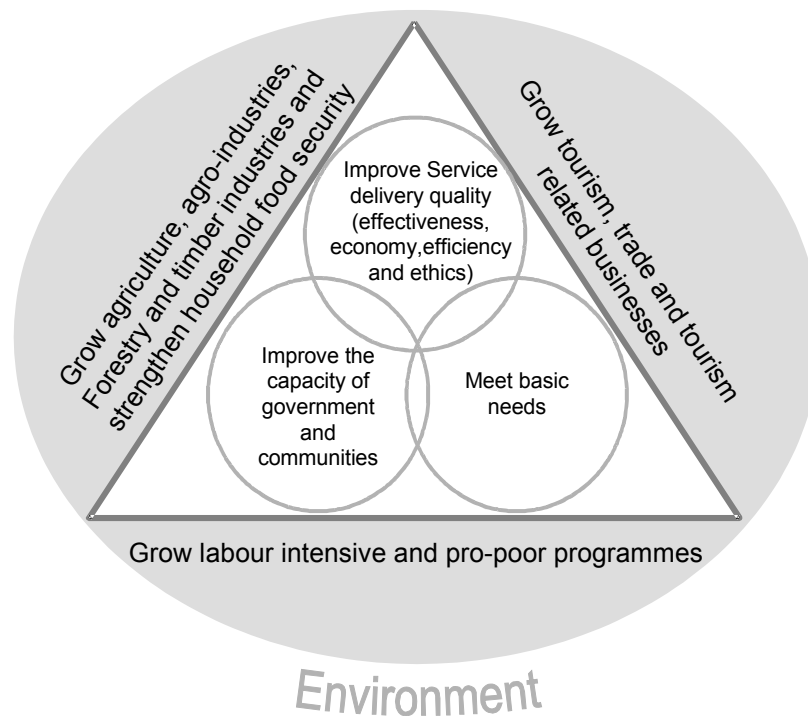 Grow agriculture, agro-industries,
Forestry and timber industries and
strengthen household food security
Grow tourism, trade and tourism
related businesses
Improve Service
delivery quality
(effectiveness,
economy,efficiency
and ethics)
Improve the
capacity of
government
and
communities
Meet basic
needs
Grow labour intensive and pro-poor programmes
Environment